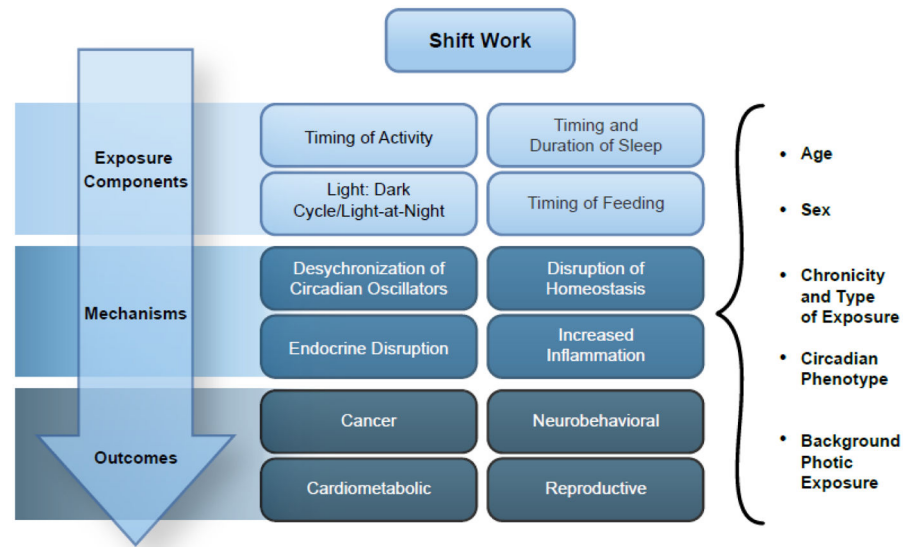 Shift Work
Exposure
Components
Timing of Activity
Timing and
Duration of Sleep
Light: Dark
Cycle/Light-at-Night
Timing of Feeding
Mechanisms
Desychronization of
Circadian Oscillators
Disruption of
Homeostasis
Endocrine Disruption
Increased
Inflammation
Outcomes
Cancer
Neurobehavioral
Cardiometabolic
Reproductive
• Age
• Sex
• Chronicity
and Type
of Exposure
• Circadian
Phenotype
• Background
Photic
Exposure